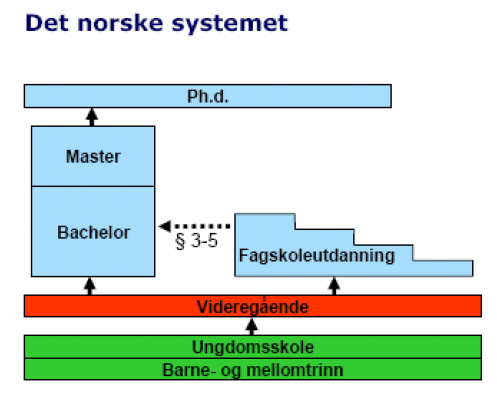 Det norske systemet
Ph.d.
Master
Bachelor
§ 3-5
Fagskoleutdanning
Videregående
Ungdomsskole
Barne- og mellomtrinn